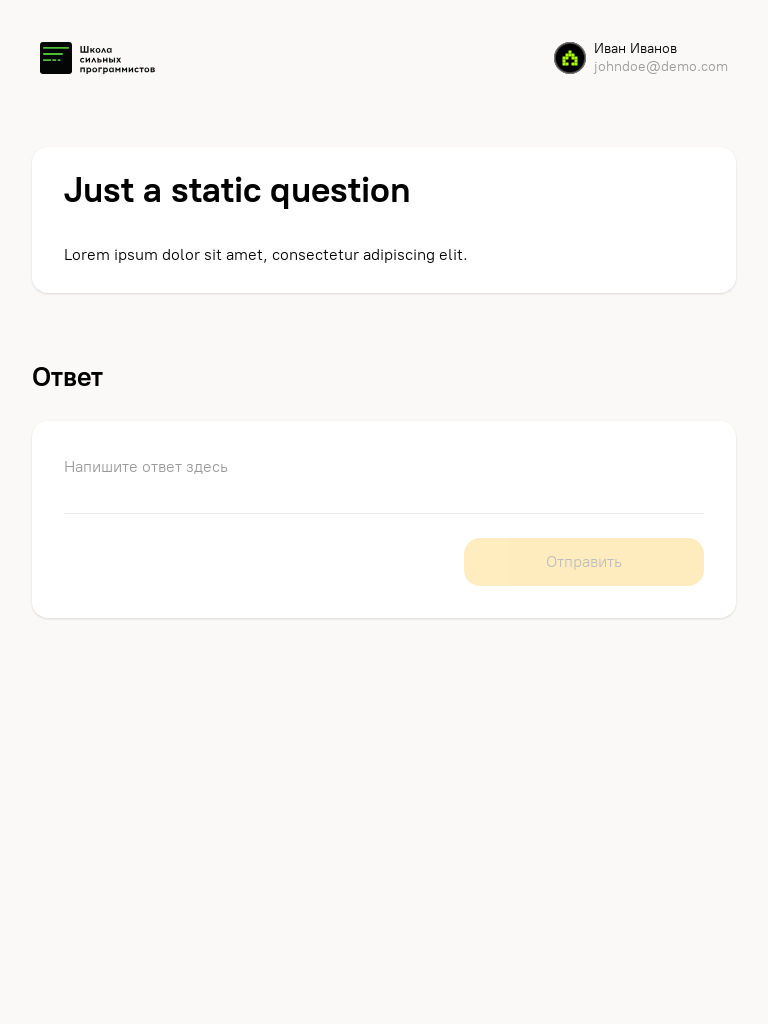 Школа
сильных
программистов
Иван Иванов
johndoe@demo.com
Just a static question
Lorem ipsum dolor sit amet, consectetur adipiscing elit.
Ответ
Напишите ответ здесь
Отправить